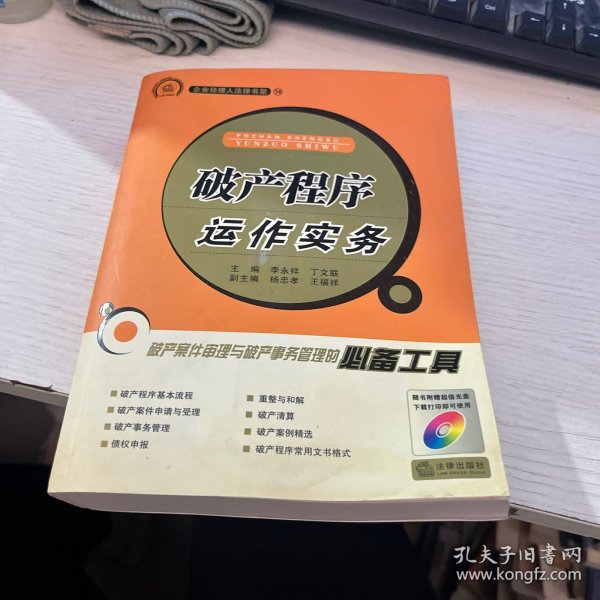 企业经理人法律书架 14
POCHAN CHENGXU
YUNZUO SHIWU
破产程序
运作实务
主编 李永祥 丁文联
副主编 杨忠孝 王福祥
破产案件审理与破产事务管理的必备工具
■ 破产程序基本流程
■ 破产案件申请与受理
■ 破产事务管理
■ 债权申报
■ 重整与和解
■ 破产清算
■ 破产案例精选
■ 破产程序常用文书格式
随书附赠超值光盘
下载打印即可使用
法律出版社
LAW PRESS·CHINA
孔夫子旧书网
www.kongfz.com